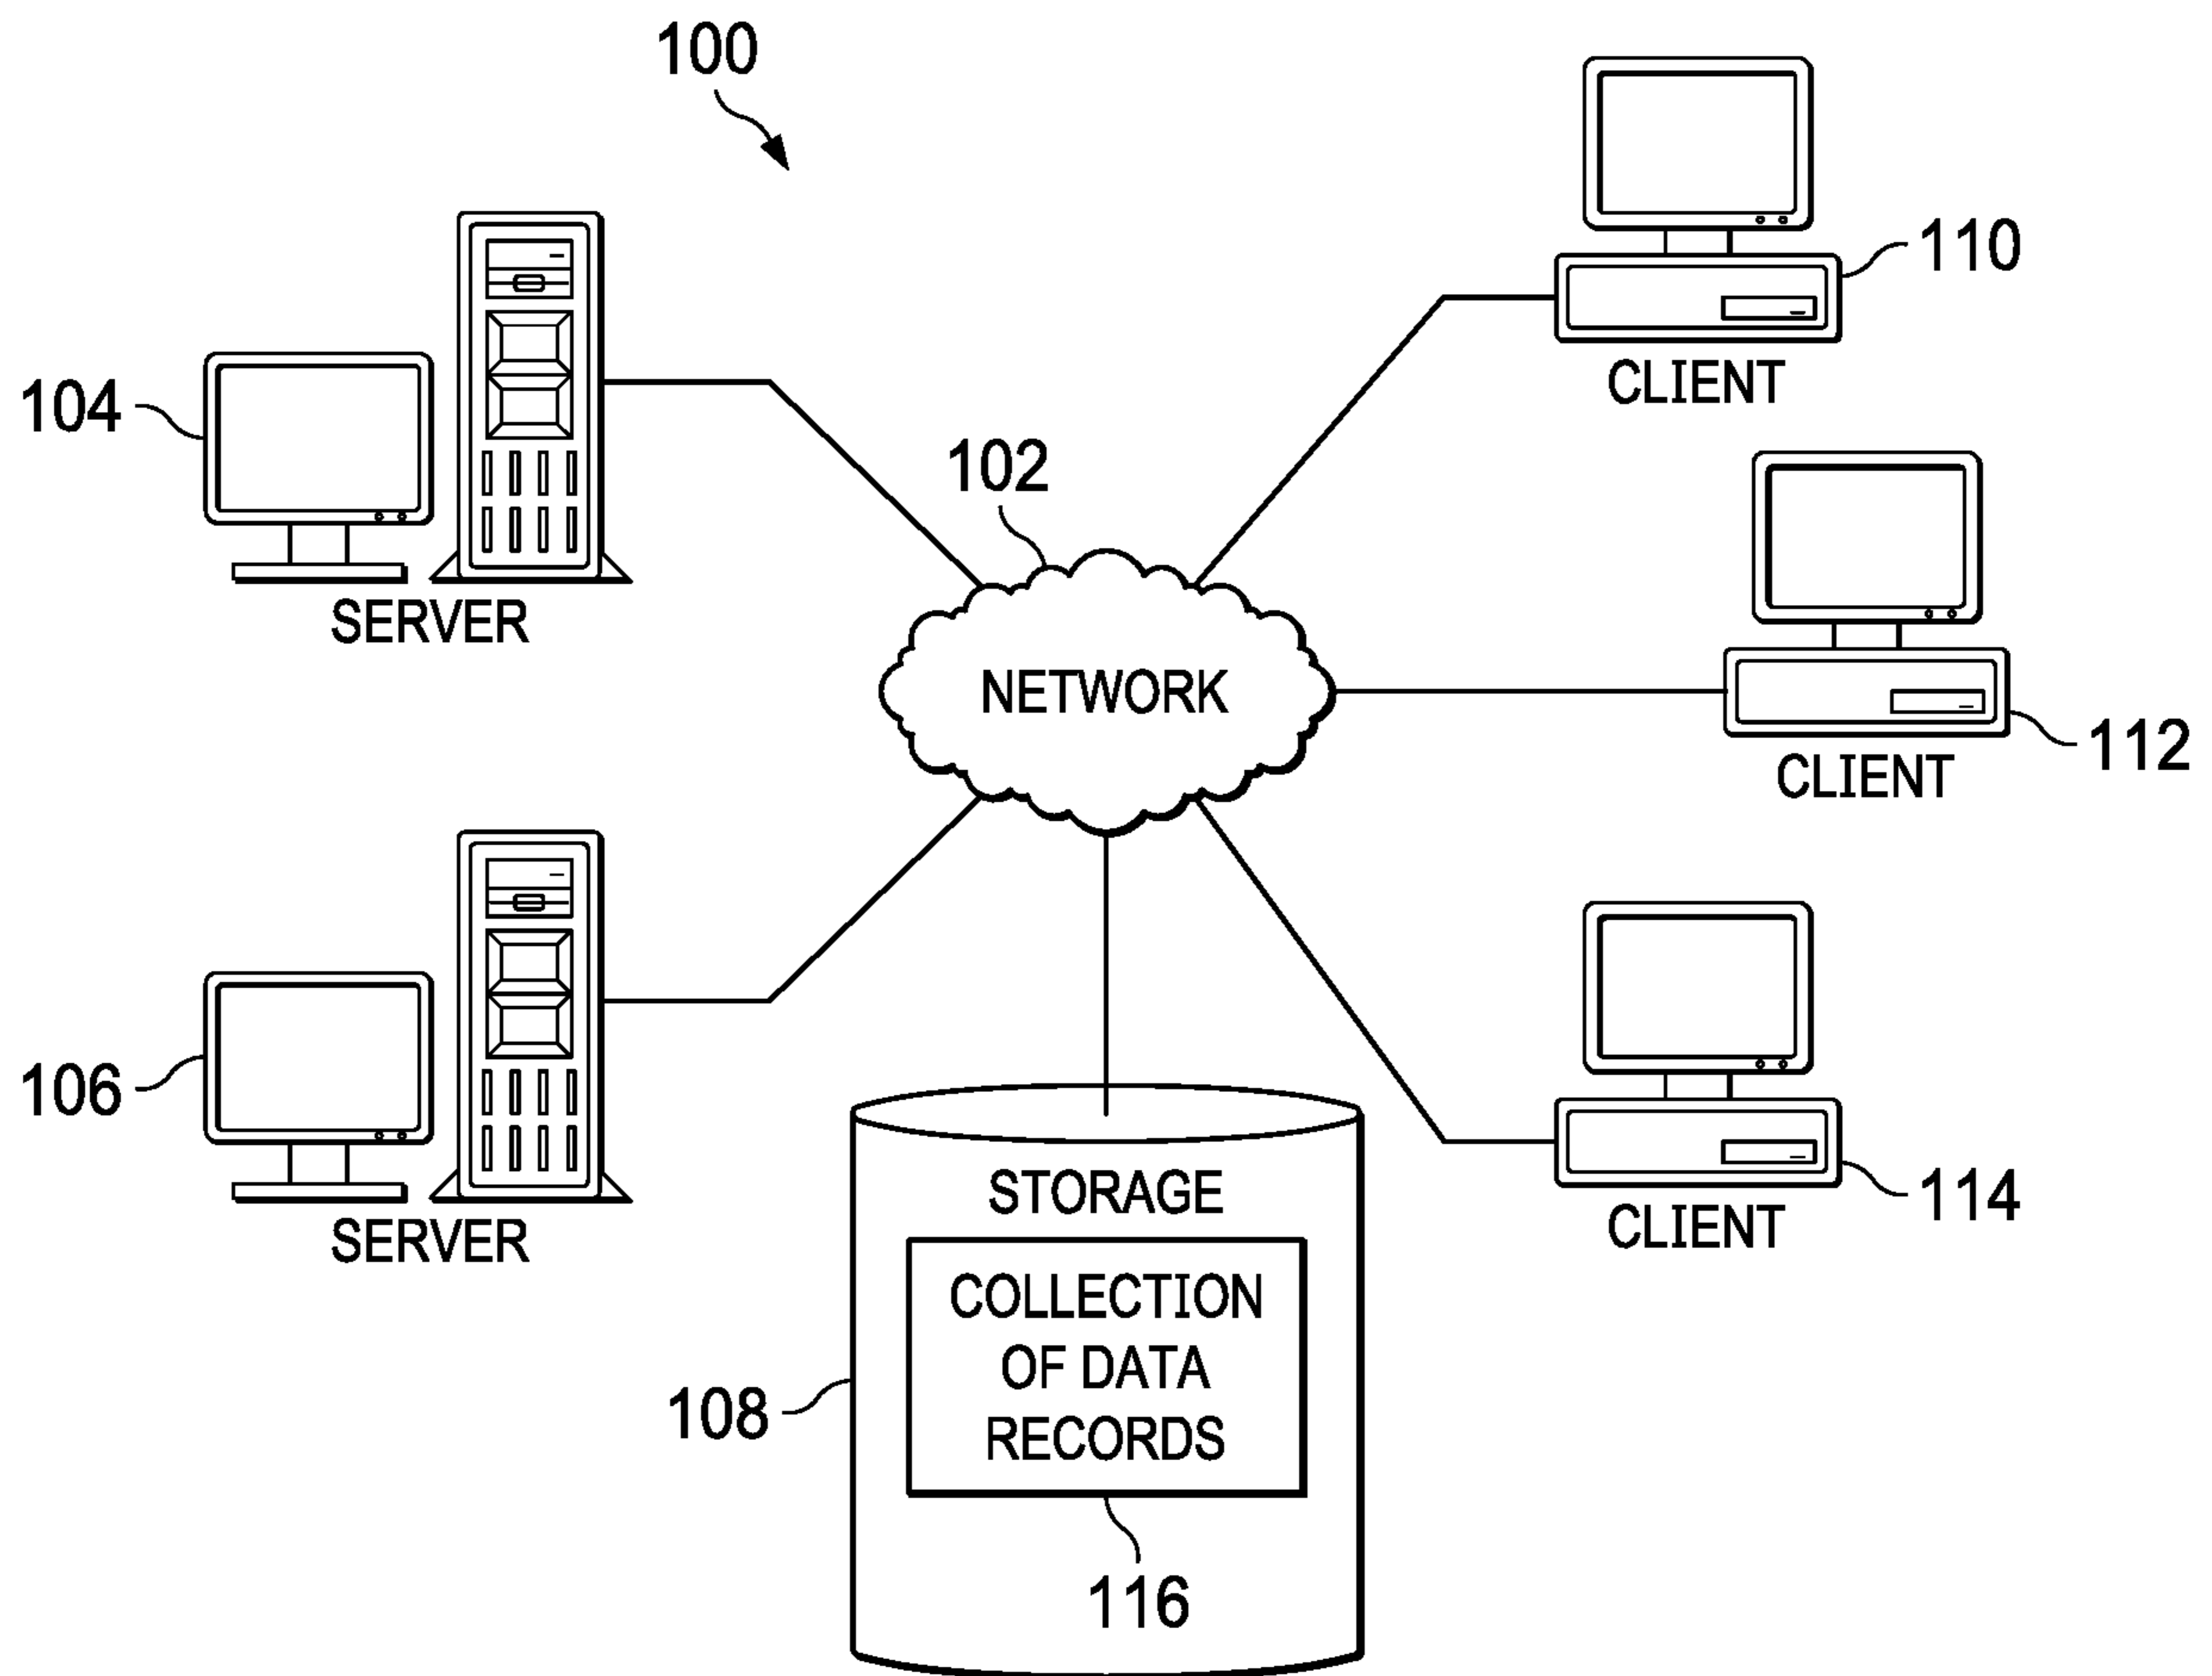 100
110
CLIENT
104
SERVER
102
NETWORK
CLIENT
112
106
SERVER
STORAGE
COLLECTION
OF DATA
RECORDS
108
116
CLIENT
114